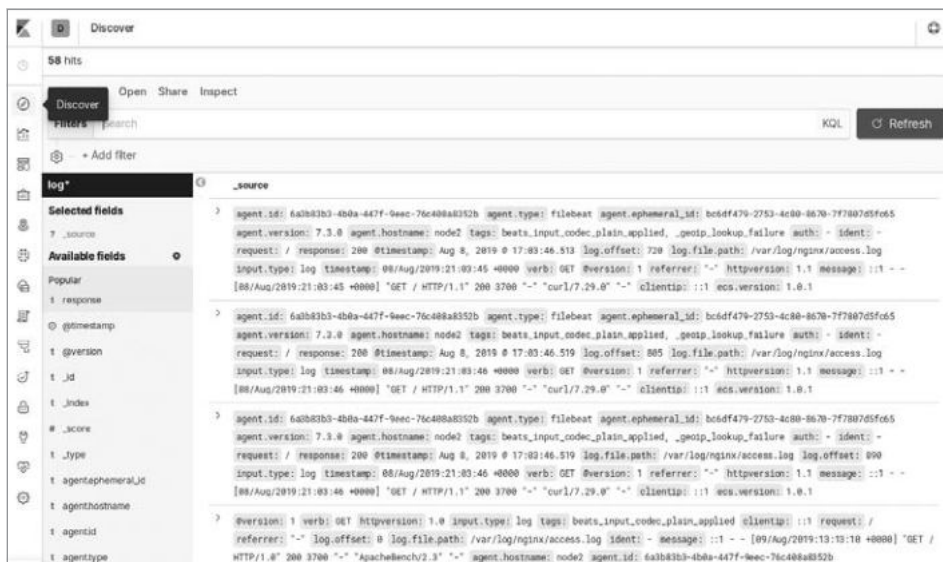 D Discover
58 hits
Open Share Inspect
Discover
Filters Search KQL Refresh
+ Add filter
log*
Selected fields
? _source
Available fields
Popular
t response
@timestamp
t @version
t _id
t _index
# _score
t _type
t agent.ephemeral_id
t agent.hostname
t agent.id
t agent.type
_source
agent.id: 6a3b83b3-4b0a-447f-9eec-76c408a8352b agent.type: filebeat agent.ephemeral_id: bc6df479-2753-4c80-8670-7f7807d5fc65
agent.version: 7.3.0 agent.hostname: node2 tags: beats_input_codec_plain_applied, _geoip_lookup_failure auth: - ident: -
request: / response: 200 @timestamp: Aug 8, 2019 @ 17:03:46.513 log.offset: 720 log.file.path: /var/log/nginx/access.log
input.type: log timestamp: 08/Aug/2019:21:03:45 +0000 verb: GET @version: 1 referrer: "-" httpversion: 1.1 message: ::1 - -
[08/Aug/2019:21:03:45 +0000] "GET / HTTP/1.1" 200 3700 "-" "curl/7.29.0" "-" clientip: ::1 ecs.version: 1.0.1
agent.id: 6a3b83b3-4b0a-447f-9eec-76c408a8352b agent.type: filebeat agent.ephemeral_id: bc6df479-2753-4c80-8670-7f7807d5fc65
agent.version: 7.3.0 agent.hostname: node2 tags: beats_input_codec_plain_applied, _geoip_lookup_failure auth: - ident: -
request: / response: 200 @timestamp: Aug 8, 2019 @ 17:03:46.519 log.offset: 805 log.file.path: /var/log/nginx/access.log
input.type: log timestamp: 08/Aug/2019:21:03:46 +0000 verb: GET @version: 1 referrer: "-" httpversion: 1.1 message: ::1 - -
[08/Aug/2019:21:03:46 +0000] "GET / HTTP/1.1" 200 3700 "-" "curl/7.29.0" "-" clientip: ::1 ecs.version: 1.0.1
agent.id: 6a3b83b3-4b0a-447f-9eec-76c408a8352b agent.type: filebeat agent.ephemeral_id: bc6df479-2753-4c80-8670-7f7807d5fc65
agent.version: 7.3.0 agent.hostname: node2 tags: beats_input_codec_plain_applied, _geoip_lookup_failure auth: - ident: -
request: / response: 200 @timestamp: Aug 8, 2019 @ 17:03:46.519 log.file.path: /var/log/nginx/access.log log.offset: 890
input.type: log timestamp: 08/Aug/2019:21:03:46 +0000 verb: GET @version: 1 referrer: "-" httpversion: 1.1 message: ::1 - -
[08/Aug/2019:21:03:46 +0000] "GET / HTTP/1.1" 200 3700 "-" "curl/7.29.0" "-" clientip: ::1 ecs.version: 1.0.1
@version: 1 verb: GET httpversion: 1.0 input.type: log tags: beats_input_codec_plain_applied clientip: ::1 request: /
referrer: "-" log.offset: 0 log.file.path: /var/log/nginx/access.log ident: - message: ::1 - - [09/Aug/2019:13:13:10 +0000] "GET /
HTTP/1.0" 200 3700 "-" "ApacheBench/2.3" "-" agent.hostname: node2 agent.id: 6a3b83b3-4b0a-447f-9eec-76c408a8352b